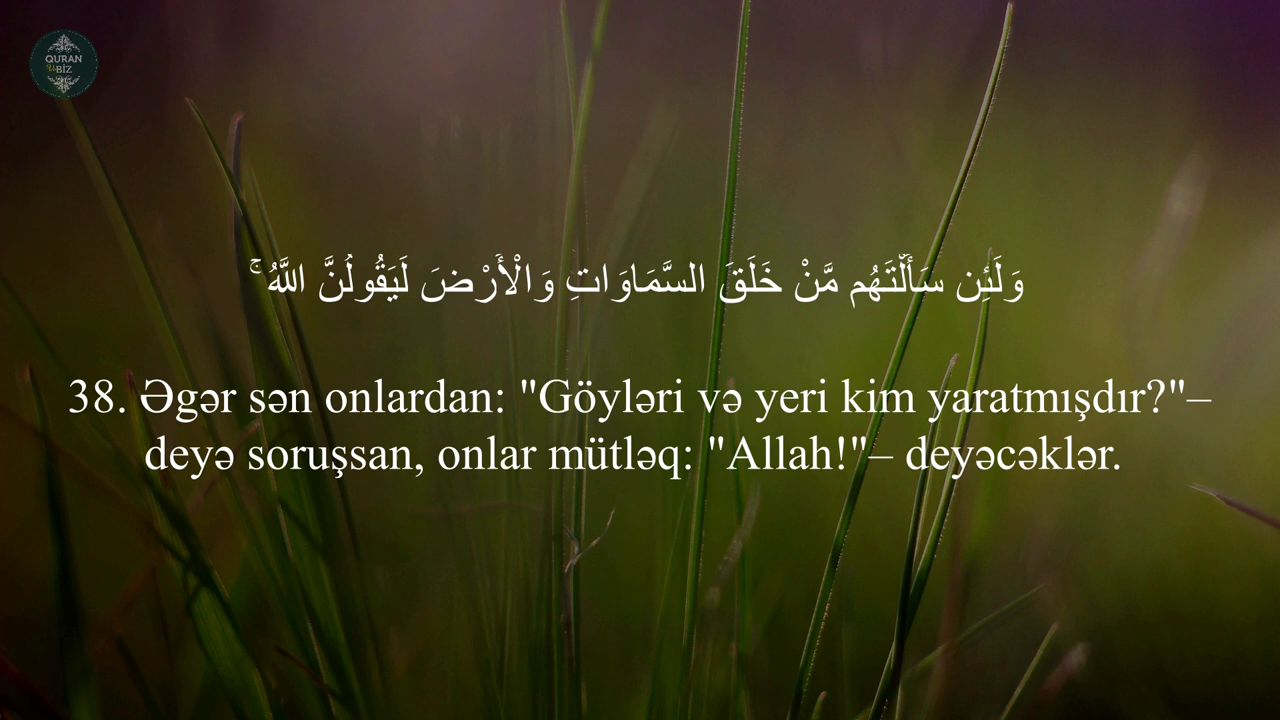 QURAN
BİZ
وَلَئِن سَأَلْتَهُم مَّنْ خَلَقَ السَّمَاوَاتِ وَالْأَرْضَ لَيَقُولُنَّ اللَّهُ ۚ
38. Əgər sən onlardan: "Göyləri və yeri kim yaratmışdır?"–
deyə soruşsan, onlar mütləq: "Allah!"– deyəcəklər.